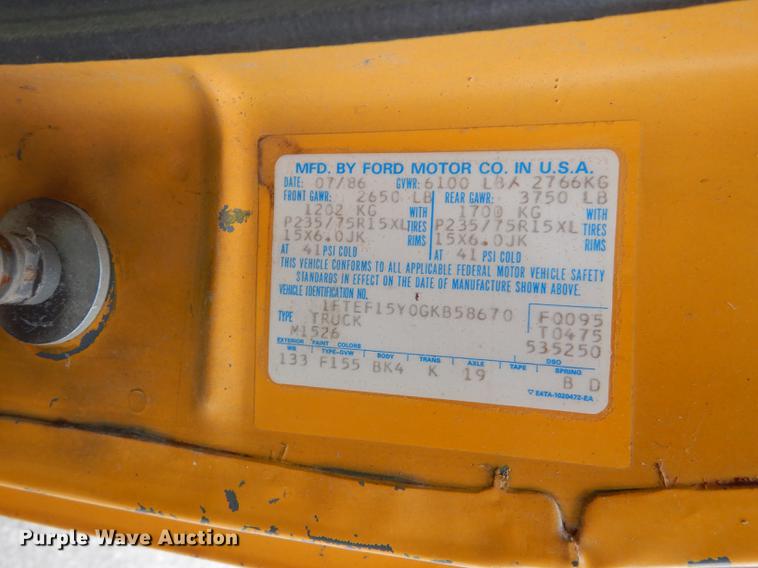 MFD. BY FORD MOTOR CO. IN U.S.A.
DATE: 07/86 GVWR: 6100 LB/ 2766KG
FRONT GAWR: 2650 LB REAR GAWR: 3750 LB
1202 KG WITH 1700 KG WITH
P235/75R15XL TIRES P235/75R15XL TIRES
15X6.0JK RIMS 15X6.0JK RIMS
AT 41 PSI COLD AT 41 PSI COLD
THIS VEHICLE CONFORMS TO ALL APPLICABLE FEDERAL MOTOR VEHICLE SAFETY
STANDARDS IN EFFECT ON THE DATE OF MANUFACTURE SHOWN ABOVE.
VEHICLE IDENTIFICATION NO.
1FTEF15Y0GKB58670 F0095
TYPE TRUCK T0475
M1526 535250
EXTERIOR PAINT COLORS DSO
WB TYPE-GVW BODY TRANS. AXLE TAPE SPRING
133 F155 BK4 K 19 B D
E4TA-1020472-EA
Purple Wave Auction